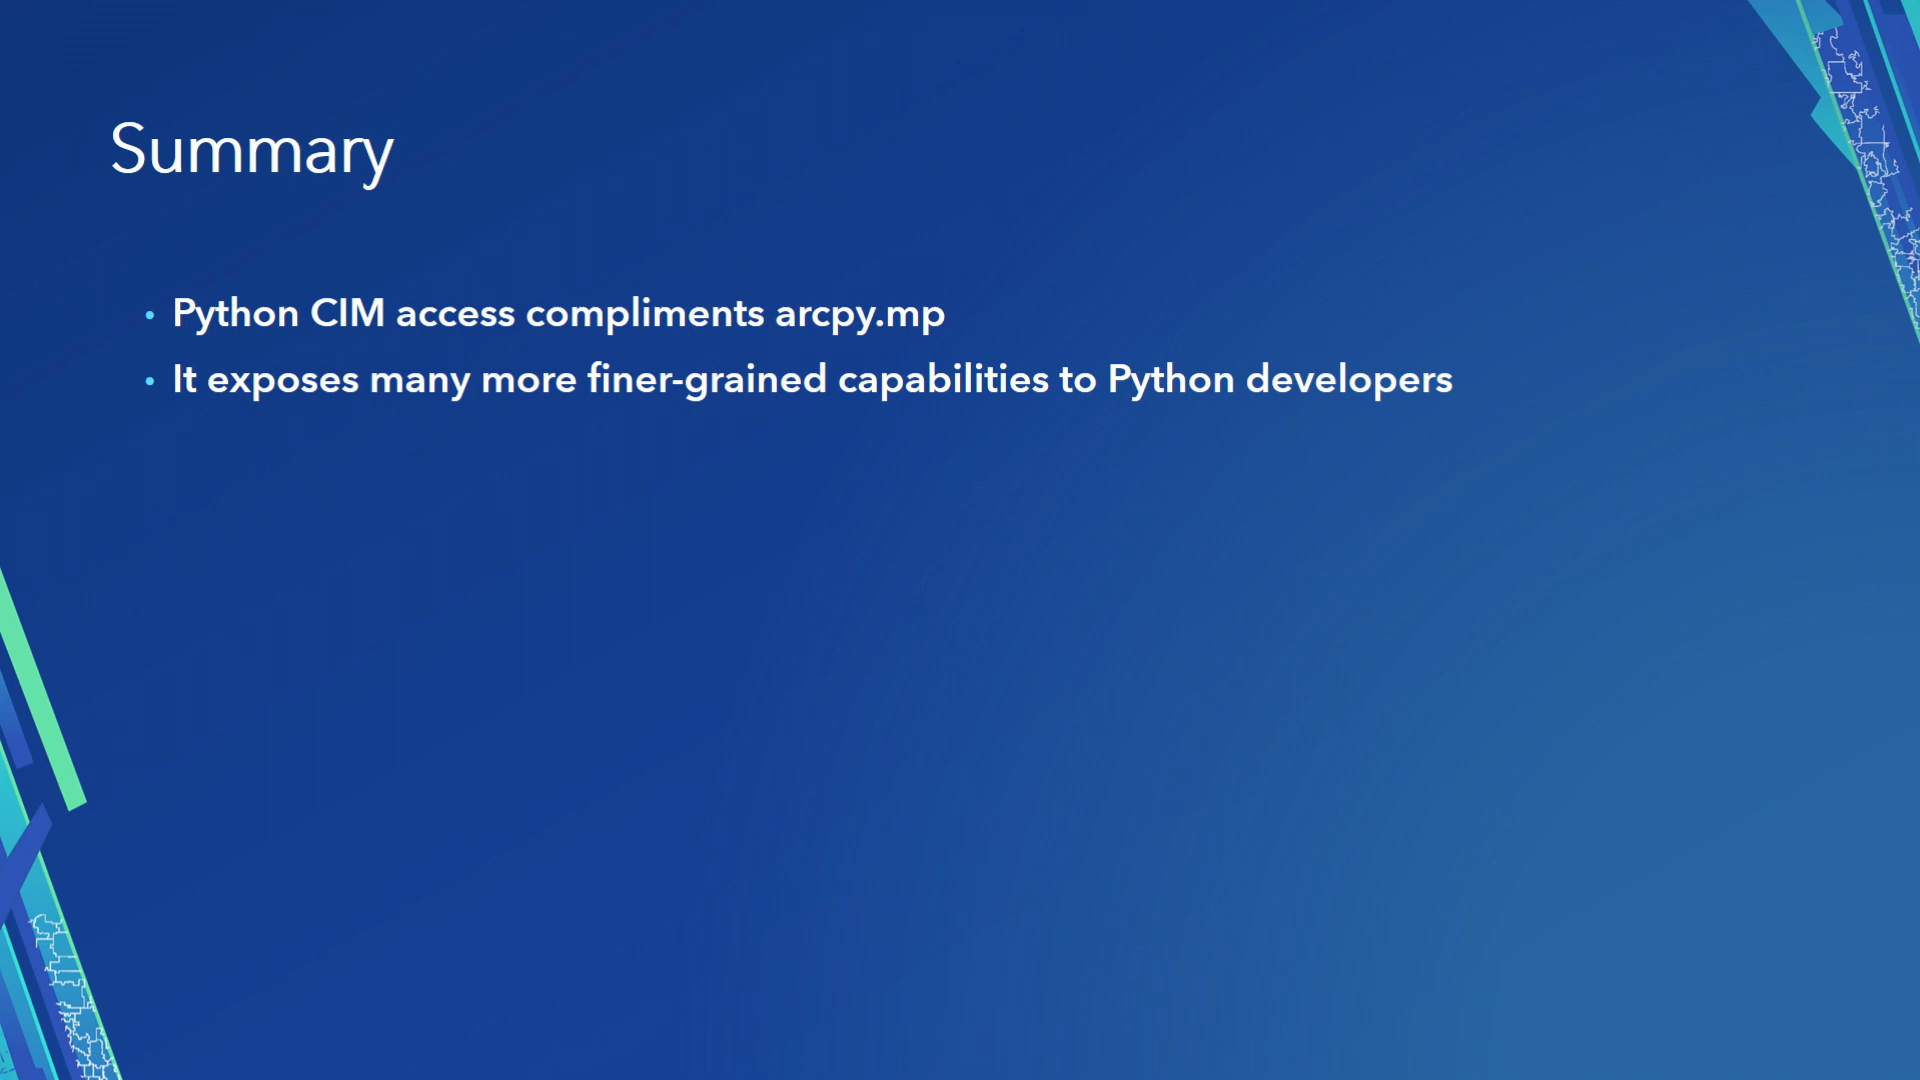 Summary
• Python CIM access compliments arcpy.mp
• It exposes many more finer-grained capabilities to Python developers